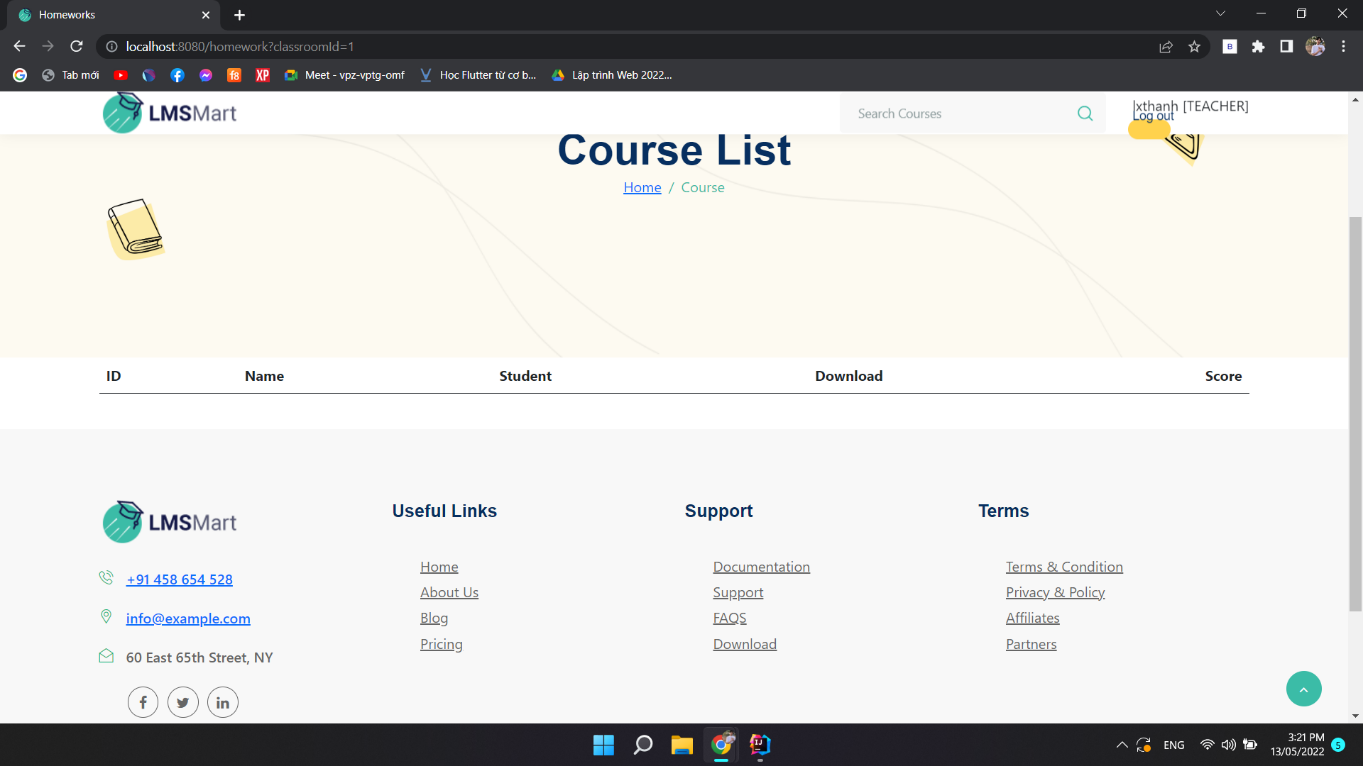 Homeworks
localhost:8080/homework?classroomId=1
Tab mới
f8
XP
Meet - vpz-vptg-omf
Học Flutter từ cơ b...
Lập trình Web 2022...
LMSMart
Search Courses
|xthanh [TEACHER]
Log out
Course List
Home / Course
ID Name Student Download Score
LMSMart
Useful Links
Support
Terms
+91 458 654 528
info@example.com
60 East 65th Street, NY
Home
About Us
Blog
Pricing
Documentation
Support
FAQS
Download
Terms & Condition
Privacy & Policy
Affiliates
Partners
ENG
3:21 PM
13/05/2022
5